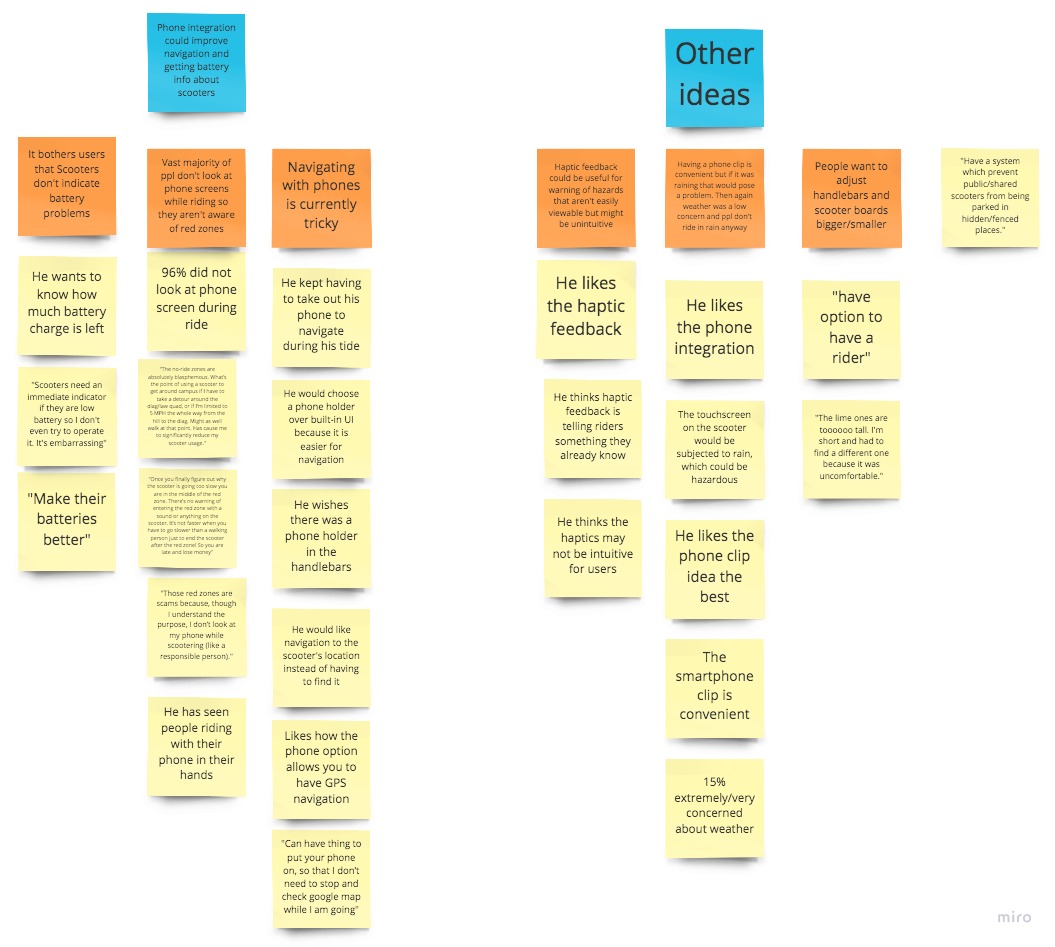 Phone integration
could improve
navigation and
getting battery
info about
scooters
It bothers users
that Scooters
don't indicate
battery
problems
He wants to
know how
much battery
charge is left
"Scooters need an
immediate indicator
if they are low
battery so I don't
even try to operate
it. It's embarrassing"
"Make their
batteries
better"
Vast majority of
ppl don't look at
phone screens
while riding so
they aren't aware
of red zones
96% did not
look at phone
screen during
ride
"The no-ride zones are
absolutely blasphemous. What's
the point of using a scooter to
get around campus if I have to
take a detour around the
diag/law quad, or if I'm limited to
5 MPH the whole way from the
hill to the diag. Might as well
walk at that point. Has cause me
to significantly reduce my
scooter usage."
"Once you finally figure out why
the scooter is going too slow you
are in the middle of the red
zone. There's no warning of
entering the red zone with a
sound or anything on the
scooter. It's not faster when you
have to go slower than a walking
person just to end the scooter
after the red zone! So you are
late and lose money"
"Those red zones are
scams because, though
I understand the
purpose, I don't look at
my phone while
scootering (like a
responsible person)."
He has seen
people riding
with their
phone in their
hands
Navigating
with phones
is currently
tricky
He kept having
to take out his
phone to
navigate
during his tide
He would choose
a phone holder
over built-in UI
because it is
easier for
navigation
He wishes
there was a
phone holder
in the
handlebars
He would like
navigation to the
scooter's location
instead of having
to find it
Likes how the
phone option
allows you to
have GPS
navigation
"Can have thing to
put your phone
on, so that I don't
need to stop and
check google map
while I am going"
Other
ideas
Haptic feedback
could be useful for
warning of hazards
that aren't easily
viewable but might
be unintuitive
He likes
the haptic
feedback
He thinks haptic
feedback is
telling riders
something they
already know
He thinks the
haptics may
not be intuitive
for users
Having a phone clip is
convenient but if it was
raining that would pose
a problem. Then again
weather was a low
concern and ppl don't
ride in rain anyway
He likes
the phone
integration
The touchscreen
on the scooter
would be
subjected to rain,
which could be
hazardous
He likes the
phone clip
idea the
best
The
smartphone
clip is
convenient
15%
extremely/very
concerned
about weather
People want to
adjust
handlebars and
scooter boards
bigger/smaller
"have
option to
have a
rider"
"The lime ones are
toooooo tall. I'm
short and had to
find a different one
because it was
uncomfortable."
"Have a system
which prevent
public/shared
scooters from being
parked in
hidden/fenced
places."
miro